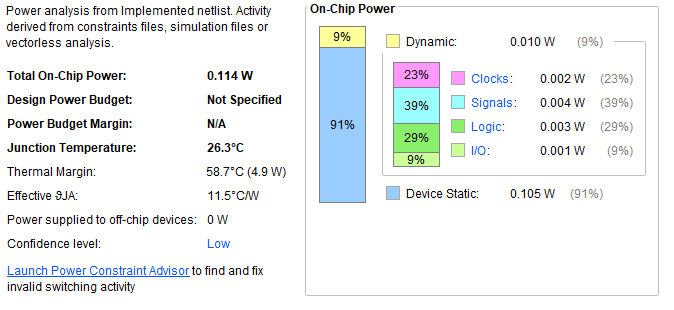 Power analysis from Implemented netlist. Activity
derived from constraints files, simulation files or
vectorless analysis.
Total On-Chip Power: 0.114 W
Design Power Budget: Not Specified
Power Budget Margin: N/A
Junction Temperature: 26.3°C
Thermal Margin: 58.7°C (4.9 W)
Effective ϑJA: 11.5°C/W
Power supplied to off-chip devices: 0 W
Confidence level: Low
Launch Power Constraint Advisor to find and fix
invalid switching activity
On-Chip Power
9%
91%
Dynamic: 0.010 W (9%)
23% Clocks: 0.002 W (23%)
39% Signals: 0.004 W (39%)
29% Logic: 0.003 W (29%)
9% I/O: 0.001 W (9%)
Device Static: 0.105 W (91%)